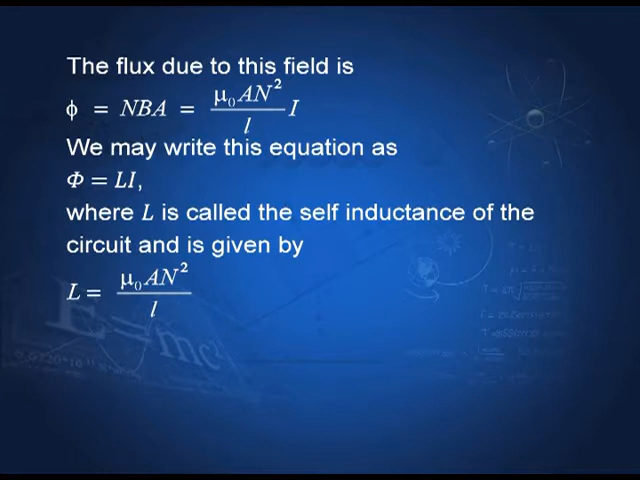 The flux due to this field is
ϕ = NBA = μ₀AN²/l I
We may write this equation as
Φ = LI,
where L is called the self inductance of the
circuit and is given by
L = μ₀AN²/l
E=mc²